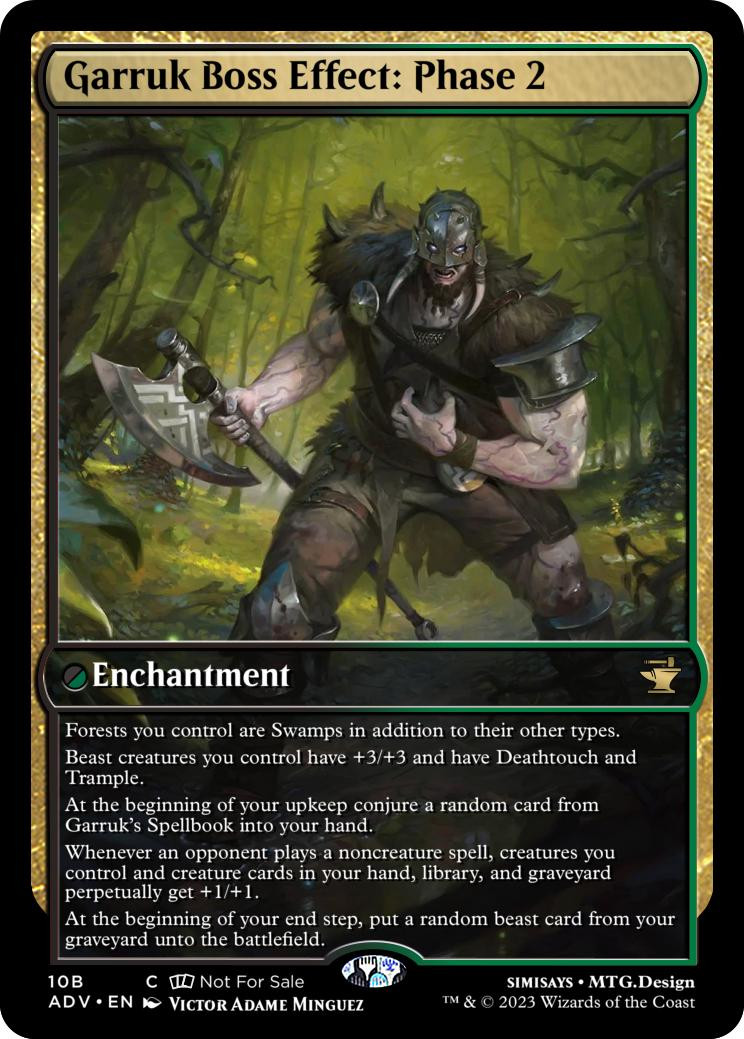 Garruk Boss Effect: Phase 2
Enchantment
Forests you control are Swamps in addition to their other types.
Beast creatures you control have +3/+3 and have Deathtouch and
Trample.
At the beginning of your upkeep conjure a random card from
Garruk's Spellbook into your hand.
Whenever an opponent plays a noncreature spell, creatures you
control and creature cards in your hand, library, and graveyard
perpetually get +1/+1.
At the beginning of your end step, put a random beast card from your
graveyard unto the battlefield.
10B C Not For Sale
SIMISAYS • MTG.Design
ADV • EN Victor Adame Minguez
™ & © 2023 Wizards of the Coast